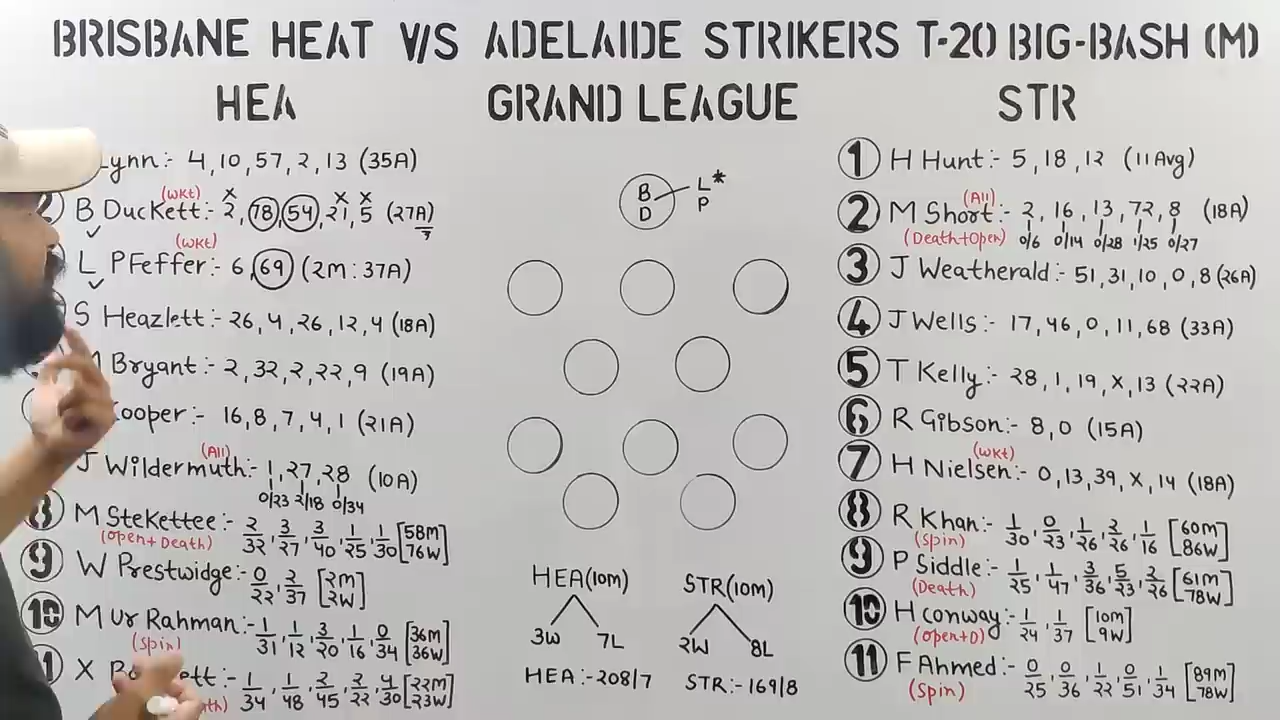 BRISBANE HEAT V/S ADELAIDE STRIKERS T-20 BIG-BASH (M)
HEA
GRAND LEAGUE
STR
Lynn:- 4, 10, 57, 2, 13 (35A)
(WKt)
x x x
2 B Duckett:- 2, 78, 54, 21, 5 (27A)
(WKt)
L PFeffer:- 6, 69 (2m: 37A)
S Heazlett:- 26, 4, 26, 12, 4 (18A)
Bryant:- 2, 32, 2, 22, 9 (19A)
Cooper:- 16, 8, 7, 4, 1 (21A)
(All)
J Wildermuth:- 1, 27, 28 (10A)
0/23 2/18 0/34
8 M SteKettee:- 2/32, 3/27, 3/40, 1/25, 1/30 [58M 76W]
(open+Death)
9 W Prestwidge:- 0/22, 2/37 [2M 2W]
10 M Ur Rahman:- 1/31, 1/12, 3/20, 1/16, 0/34 [36M 36W]
(Spin)
X 1/34, 1/48, 2/45, 2/22, 4/30 [22M 23W]
B L*
D P
HEA(10m)
3W 7L
HEA:-208/7
STR(10m)
2W 8L
STR:-169/8
1 H Hunt:- 5, 18, 12 (11Avg)
(All)
2 M Short:- 2, 16, 13, 72, 8 (18A)
(Death+Open) 0/6 0/14 0/28 1/25 0/27
3 J Weatherald:- 51, 31, 10, 0, 8 (26A)
4 J Wells:- 17, 46, 0, 11, 68 (33A)
5 T Kelly:- 28, 1, 19, X, 13 (22A)
6 R Gibson:- 8, 0 (15A)
(WKt)
7 H Nielsen:- 0, 13, 39, X, 14 (18A)
8 R Khan:- 1/30, 0/23, 1/26, 2/26, 1/16 [60M 86W]
(Spin)
9 P Siddle:- 1/25, 1/47, 3/36, 5/23, 2/26 [61M 78W]
(Death)
10 H Conway:- 1/24, 1/37 [10M 9W]
(open+D)
11 F Ahmed:- 0/25, 0/36, 1/22, 0/51, 1/34 [89M 78W]
(Spin)